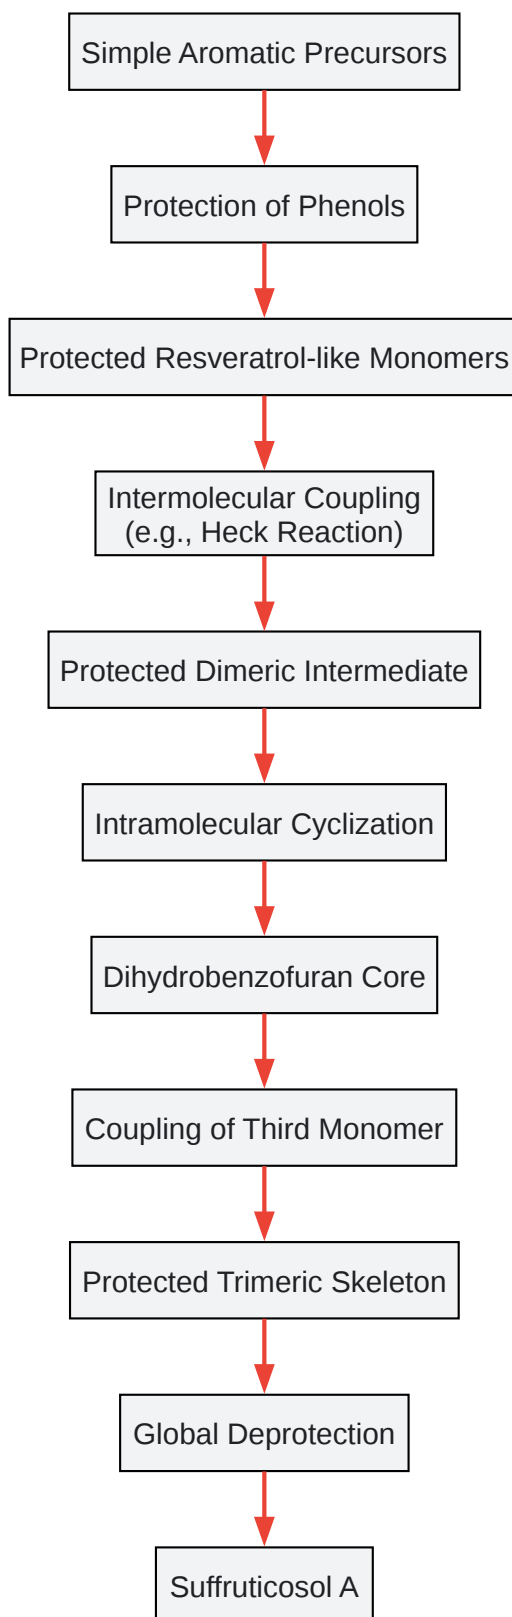 Simple Aromatic Precursors
Protection of Phenols
Protected Resveratrol-like Monomers
Intermolecular Coupling
(e.g., Heck Reaction)
Protected Dimeric Intermediate
Intramolecular Cyclization
Dihydrobenzofuran Core
Coupling of Third Monomer
Protected Trimeric Skeleton
Global Deprotection
Suffruticosol A